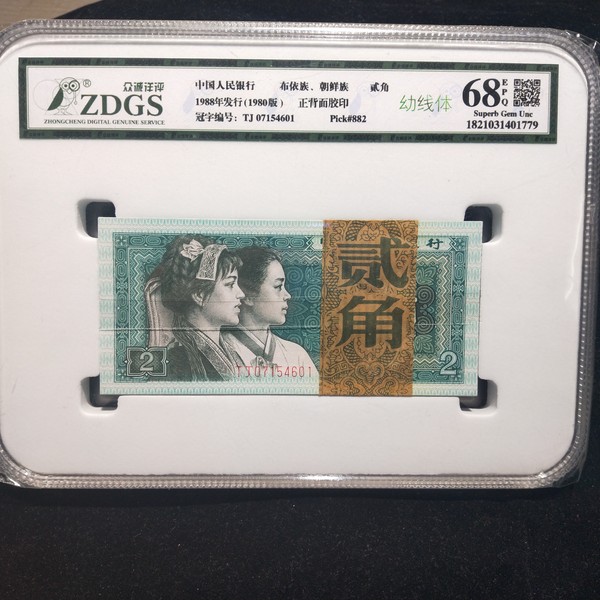 众诚评评
ZDGS
ZHONGCHENG DIGITAL GENUINE SERVICE
中国人民银行 布依族、朝鲜族 贰角
1988年发行(1980版) 正背面胶印
冠字编号: TJ 07154601 Pick#882
幼线体
68 EPQ
Superb Gem Unc
1821031401779
行
贰角
2
TJ07154601
2